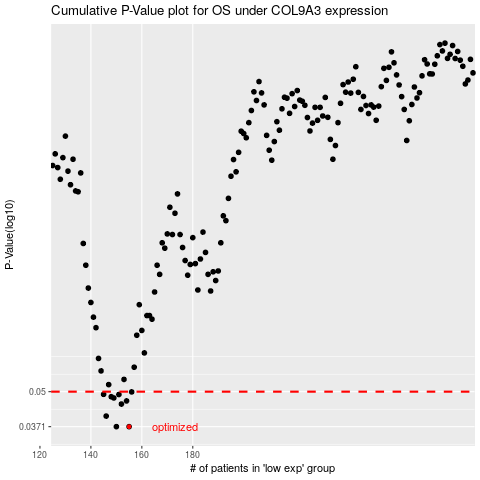 Cumulative P-Value plot for OS under COL9A3 expression
P-Value(log10)
0.05
0.0371
optimized
120 140 160 180
# of patients in 'low exp' group